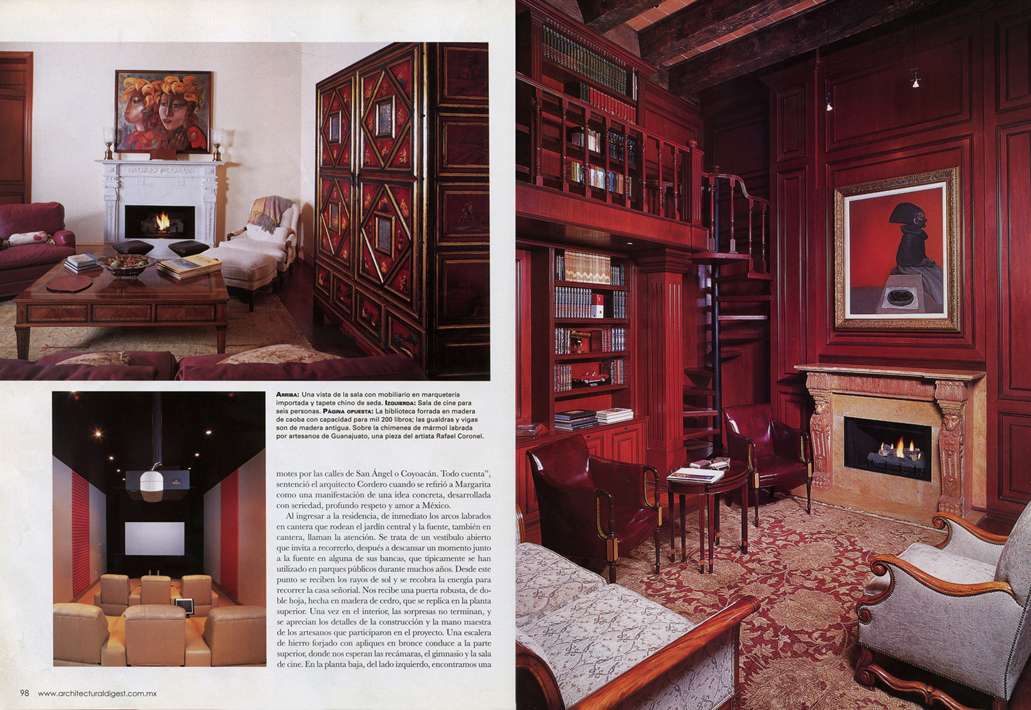 ARRIBA: Una vista de la sala con mobiliario en marquetería
importada y tapete chino de seda. IZQUIERDA: Sala de cine para
seis personas. PÁGINA OPUESTA: La biblioteca forrada en madera
de caoba con capacidad para mil 200 libros; las gualdras y vigas
son de madera antigua. Sobre la chimenea de mármol labrada
por artesanos de Guanajuato, una pieza del artista Rafael Coronel.
motes por las calles de San Ángel o Coyoacán. Todo cuenta",
sentenció el arquitecto Cordero cuando se refirió a Margarita
como una manifestación de una idea concreta, desarrollada
con seriedad, profundo respeto y amor a México.
Al ingresar a la residencia, de inmediato los arcos labrados
en cantera que rodean el jardín central y la fuente, también en
cantera, llaman la atención. Se trata de un vestíbulo abierto
que invita a recorrerlo, después a descansar un momento junto
a la fuente en alguna de sus bancas, que típicamente se han
utilizado en parques públicos durante muchos años. Desde este
punto se reciben los rayos de sol y se recobra la energía para
recorrer la casa señorial. Nos recibe una puerta robusta, de do-
ble hoja, hecha en madera de cedro, que se replica en la planta
superior. Una vez en el interior, las sorpresas no terminan, y
se aprecian los detalles de la construcción y la mano maestra
de los artesanos que participaron en el proyecto. Una escalera
de hierro forjado con apliques en bronce conduce a la parte
superior, donde nos esperan las recámaras, el gimnasio y la sala
de cine. En la planta baja, del lado izquierdo, encontramos una
98 www.architecturaldigest.com.mx